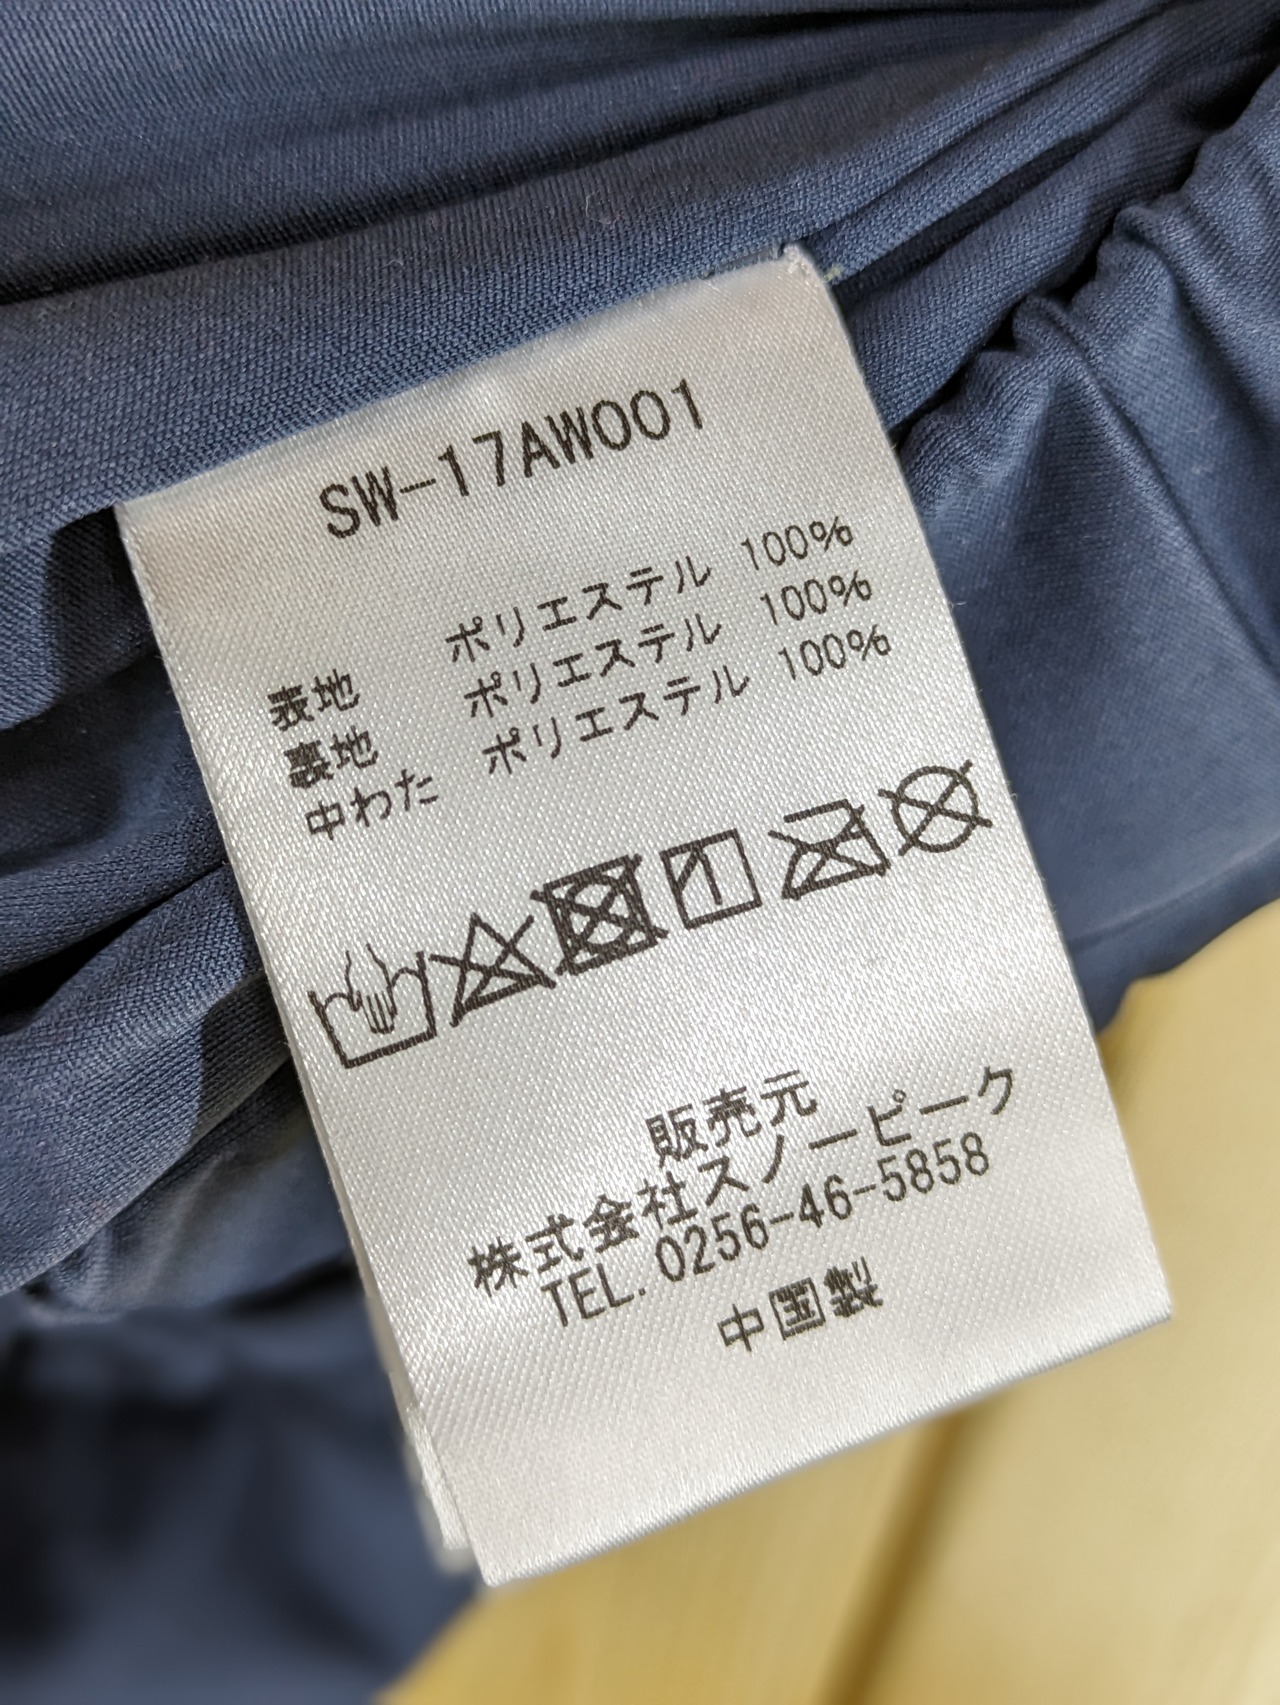 SW-17AW001
表地 ポリエステル 100%
裏地 ポリエステル 100%
中わた ポリエステル 100%
販売元
株式会社スノーピーク
TEL. 0256-46-5858
中国製